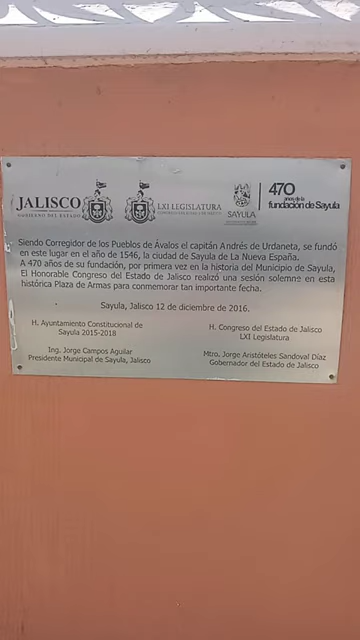 JALISCO
GOBIERNO DEL ESTADO
LXI LEGISLATURA
SAYULA
470
años de la
fundación de Sayula
Siendo Corregidor de los Pueblos de Ávalos el capitán Andrés de Urdaneta, se fundó
en este lugar en el año de 1546, la ciudad de Sayula de La Nueva España.
A 470 años de su fundación, por primera vez en la historia del Municipio de Sayula,
El Honorable Congreso del Estado de Jalisco realizó una sesión solemne en esta
histórica Plaza de Armas para conmemorar tan importante fecha.
Sayula, Jalisco 12 de diciembre de 2016.
H. Ayuntamiento Constitucional de
Sayula 2015-2018
Ing. Jorge Campos Aguilar
Presidente Municipal de Sayula, Jalisco
H. Congreso del Estado de Jalisco
LXI Legislatura
Mtro. Jorge Aristóteles Sandoval Díaz
Gobernador del Estado de Jalisco